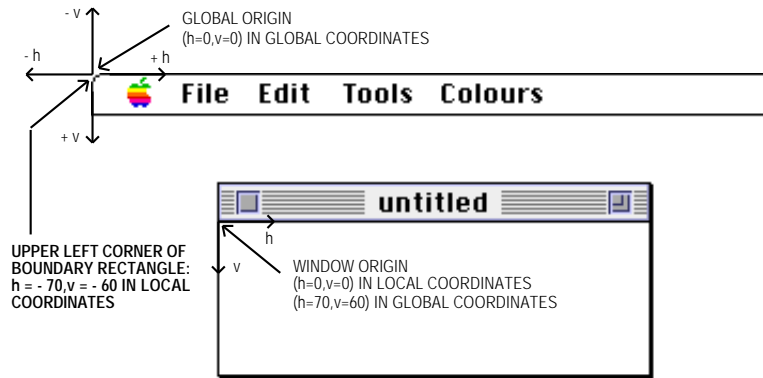 - v
GLOBAL ORIGIN
(h=0,v=0) IN GLOBAL COORDINATES
- h
+ h
File Edit Tools Colours
+ v
untitled
h
v
UPPER LEFT CORNER OF
BOUNDARY RECTANGLE:
h = - 70,v = - 60 IN LOCAL
COORDINATES
WINDOW ORIGIN
(h=0,v=0) IN LOCAL COORDINATES
(h=70,v=60) IN GLOBAL COORDINATES